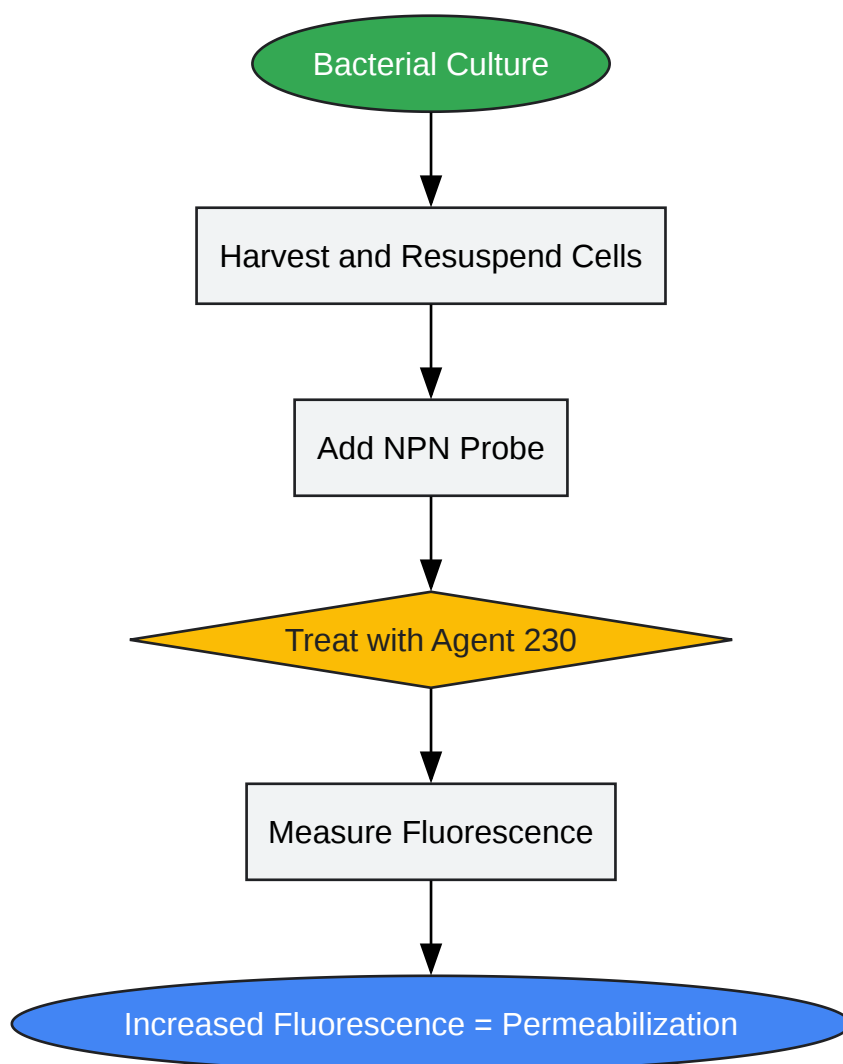 Bacterial Culture
Harvest and Resuspend Cells
Add NPN Probe
Treat with Agent 230
Measure Fluorescence
Increased Fluorescence = Permeabilization